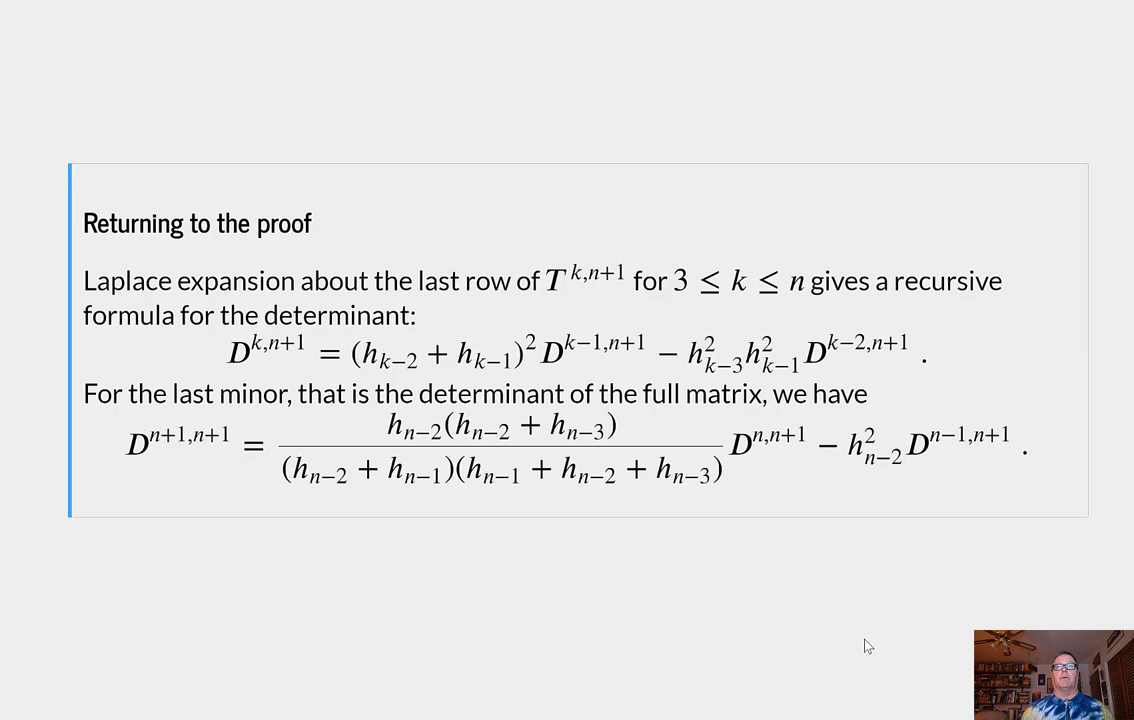 Returning to the proof
Laplace expansion about the last row of $T^{k,n+1}$ for $3 \leq k \leq n$ gives a recursive
formula for the determinant:
$D^{k,n+1} = (h_{k-2} + h_{k-1})^2 D^{k-1,n+1} - h_{k-3}^2 h_{k-1}^2 D^{k-2,n+1}$ .
For the last minor, that is the determinant of the full matrix, we have
$D^{n+1,n+1} = \frac{h_{n-2}(h_{n-2} + h_{n-3})}{(h_{n-2} + h_{n-1})(h_{n-1} + h_{n-2} + h_{n-3})} D^{n,n+1} - h_{n-2}^2 D^{n-1,n+1}$ .